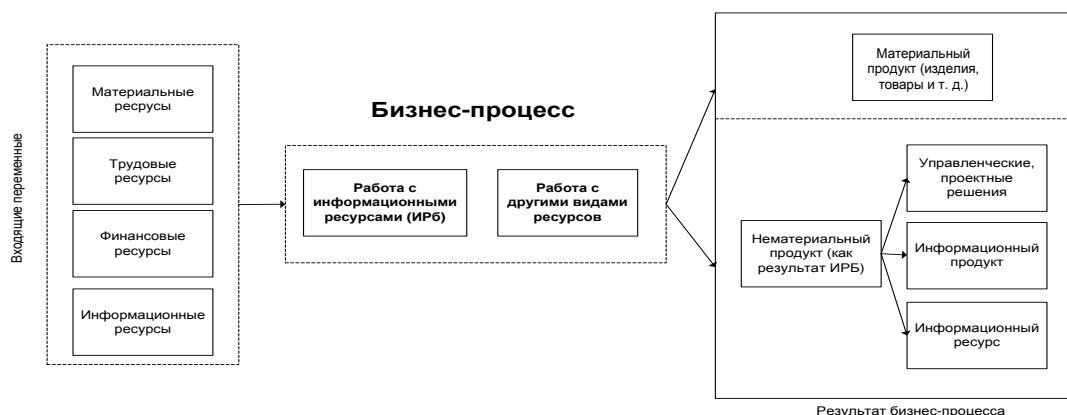 Входящие переменные
Материальные
ресрусы
Трудовые
ресурсы
Финансовые
ресурсы
Информационные
ресурсы
Бизнес-процесс
Работа с
информационными
ресурсами (ИРб)
Работа с
другими видами
ресурсов
Материальный
продукт (изделия,
товары и т. д.)
Нематериальный
продукт (как
результат ИРБ)
Управленческие,
проектные
решения
Информационный
продукт
Информационный
ресурс
Результат бизнес-процесса